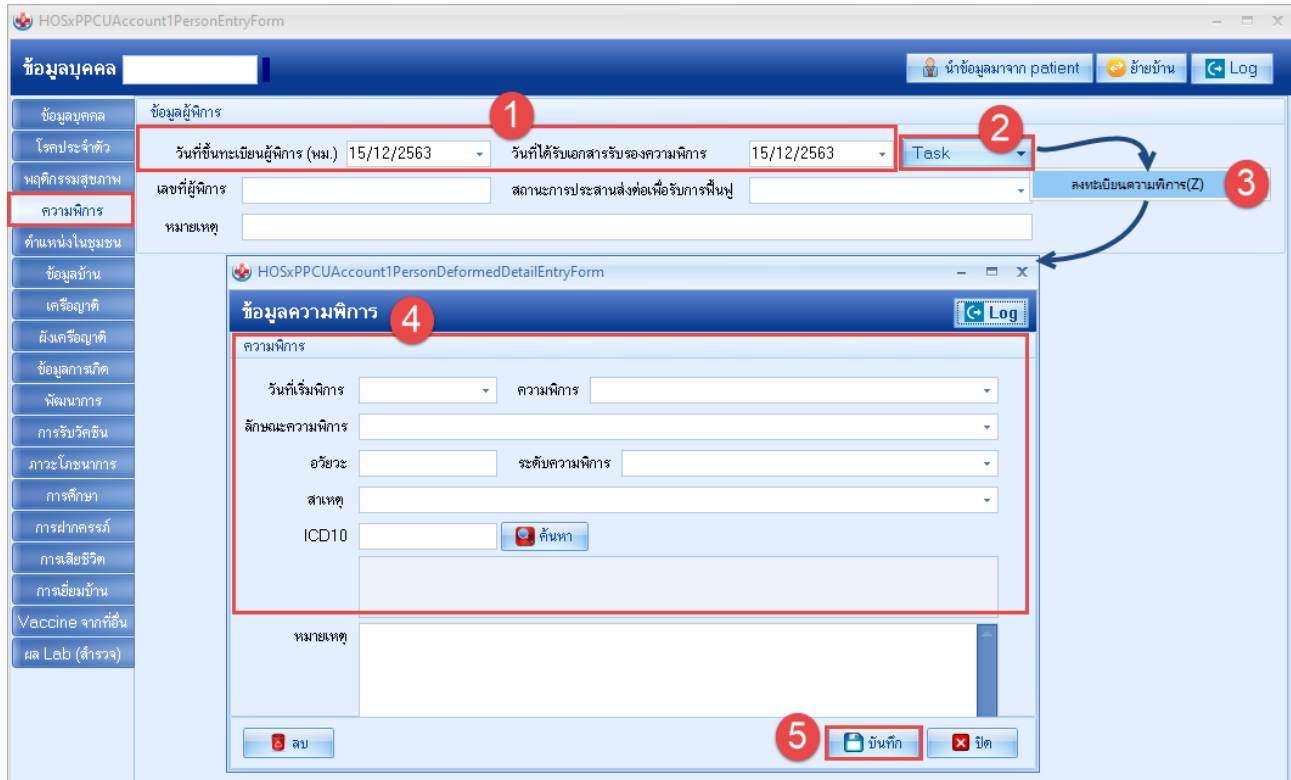 HOSxPPCUAccount1PersonEntryForm
ข้อมูลบุคคล นำข้อมูลมาจาก patient ย้ายบ้าน Log
ข้อมูลบุคคล
โรคประจำตัว
พฤติกรรมสุขภาพ
ความพิการ
ตำแหน่งในชุมชน
ข้อมูลบ้าน
เครือญาติ
ผังเครือญาติ
ข้อมูลการเกิด
พัฒนาการ
การรับวัคซีน
ภาวะโภชนาการ
การศึกษา
การฝากครรภ์
การเสียชีวิต
การเยี่ยมบ้าน
Vaccine จากที่อื่น
ผล Lab (สำรวจ)
ข้อมูลผู้พิการ 1 2
วันที่ขึ้นทะเบียนผู้พิการ (พม.) 15/12/2563 วันที่ได้รับเอกสารรับรองความพิการ 15/12/2563 Task
เลขที่ผู้พิการ สถานะการประสานส่งต่อเพื่อรับการฟื้นฟู ลงทะเบียนความพิการ(Z) 3
หมายเหตุ
HOSxPPCUAccount1PersonDeformedDetailEntryForm
ข้อมูลความพิการ 4 Log
ความพิการ
วันที่เริ่มพิการ ความพิการ
ลักษณะความพิการ
อวัยวะ ระดับความพิการ
สาเหตุ
ICD10 ค้นหา
หมายเหตุ
ลบ 5 บันทึก ปิด